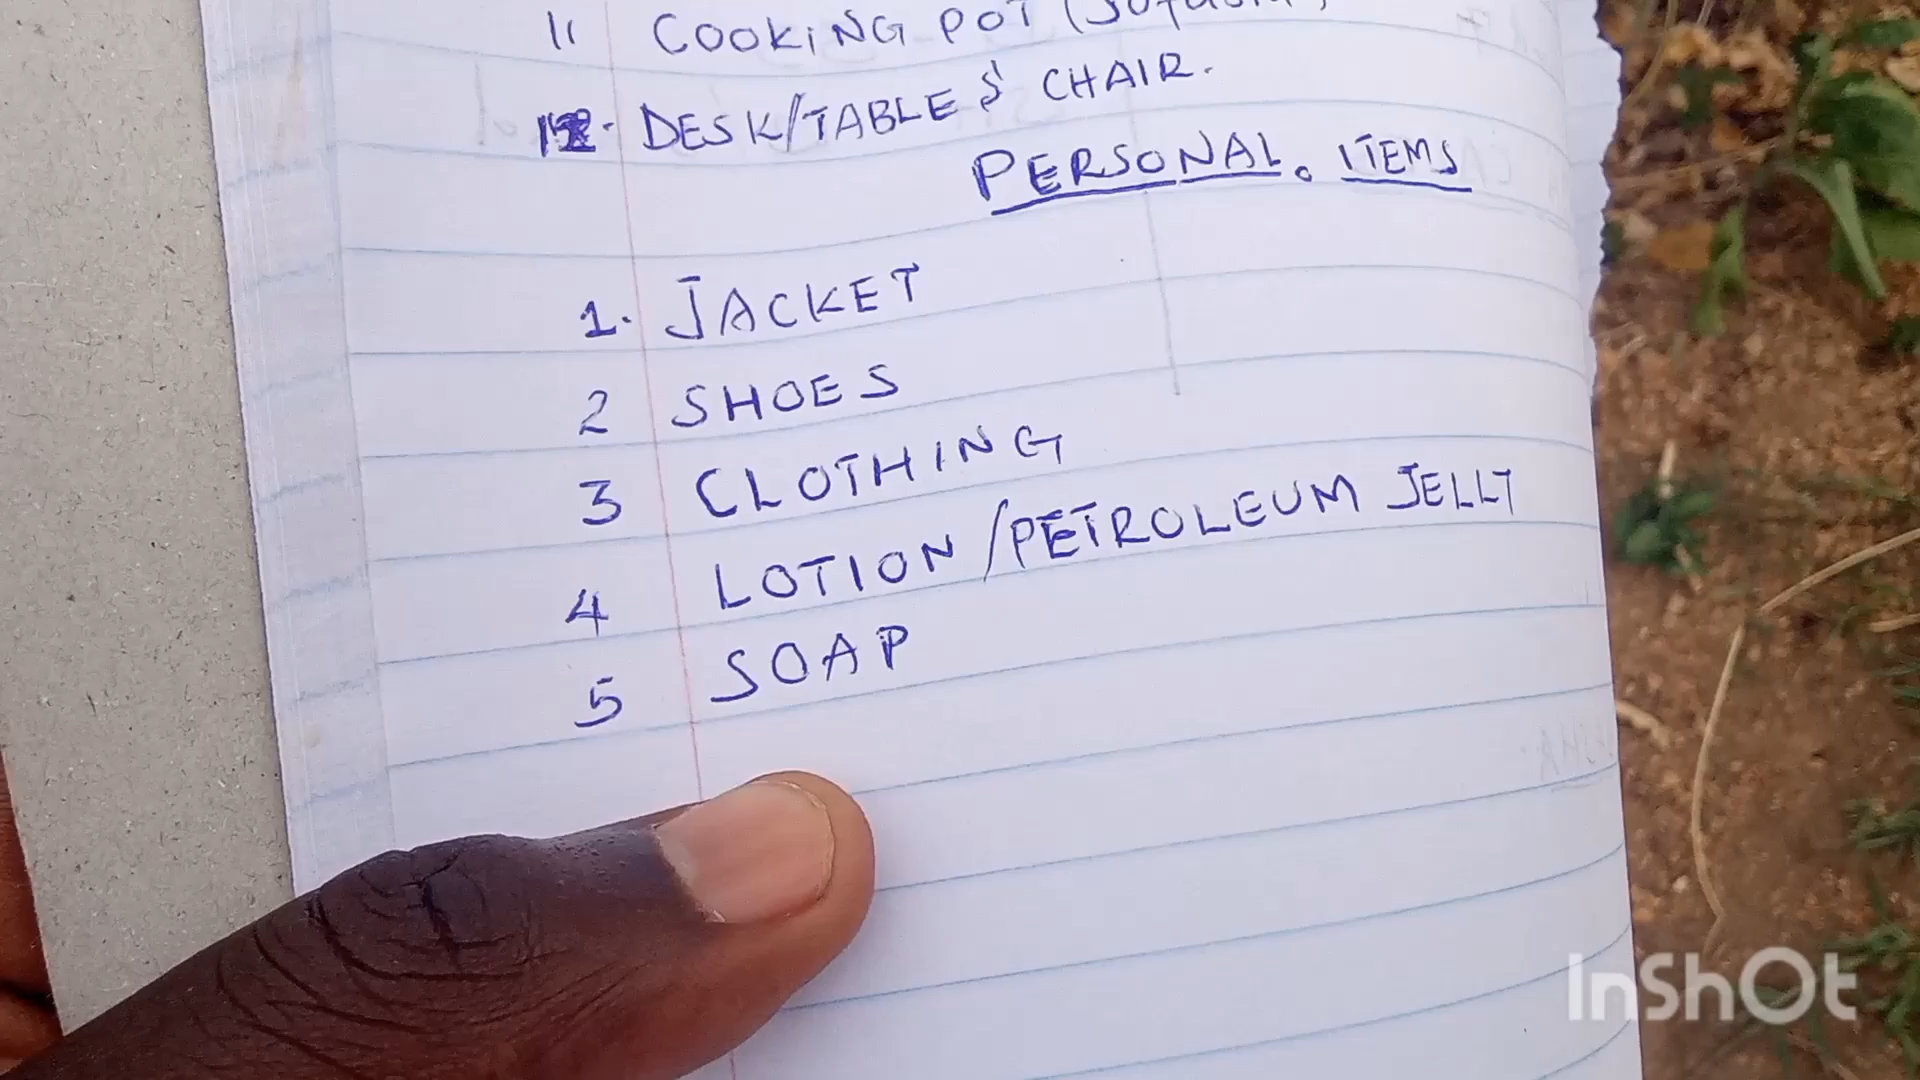 11 COOKING POT (Sufuria)
12. DESK/TABLE & CHAIR.
PERSONAL. ITEMS
1. JACKET
2 SHOES
3 CLOTHING
4 LOTION/PETROLEUM JELLY
5 SOAP
InShOt